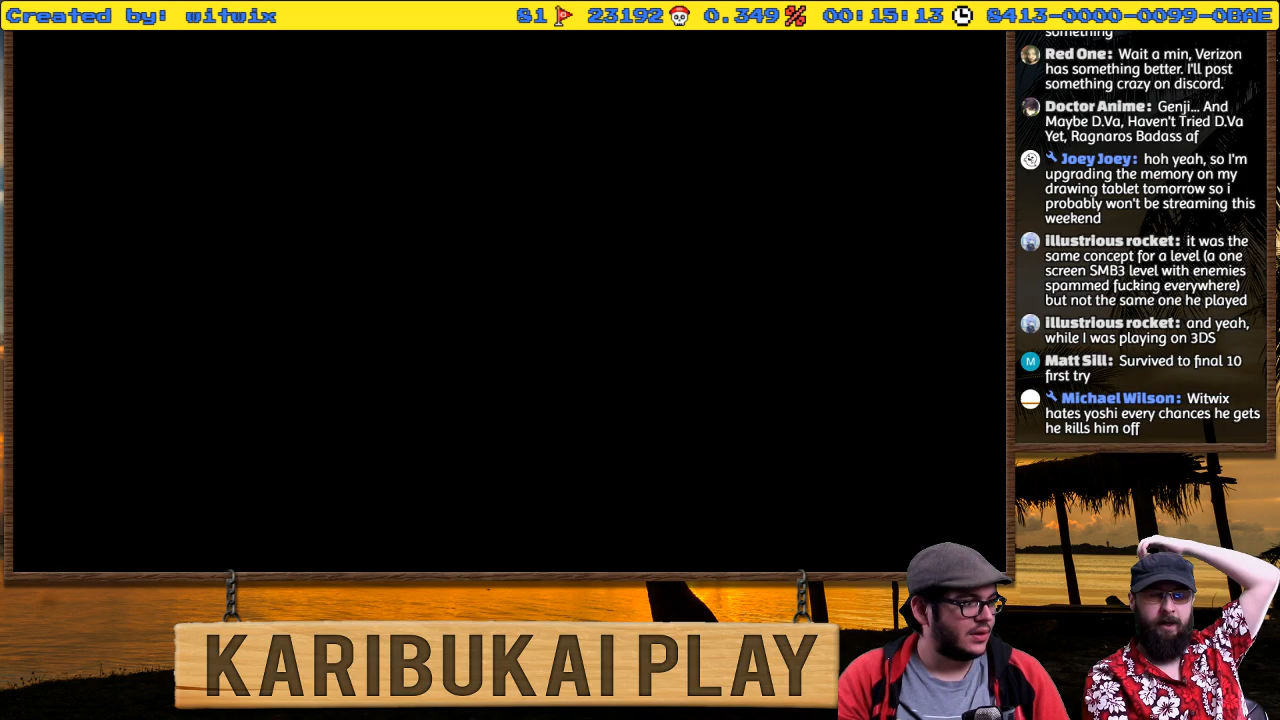 Created by: witwix 81 23192 0.349% 00:15:13 8413-0000-0099-0BAE
something
Red One: Wait a min, Verizon
has something better. I'll post
something crazy on discord.
Doctor Anime: Genji... And
Maybe D.Va, Haven't Tried D.Va
Yet, Ragnaros Badass af
Joey Joey: hoh yeah, so I'm
upgrading the memory on my
drawing tablet tomorrow so i
probably won't be streaming this
weekend
illustrious rocket: it was the
same concept for a level (a one
screen SMB3 level with enemies
spammed fucking everywhere)
but not the same one he played
illustrious rocket: and yeah,
while I was playing on 3DS
M Matt Sill: Survived to final 10
first try
Michael Wilson: Witwix
hates yoshi every chances he gets
he kills him off
KARIBUKAI PLAY